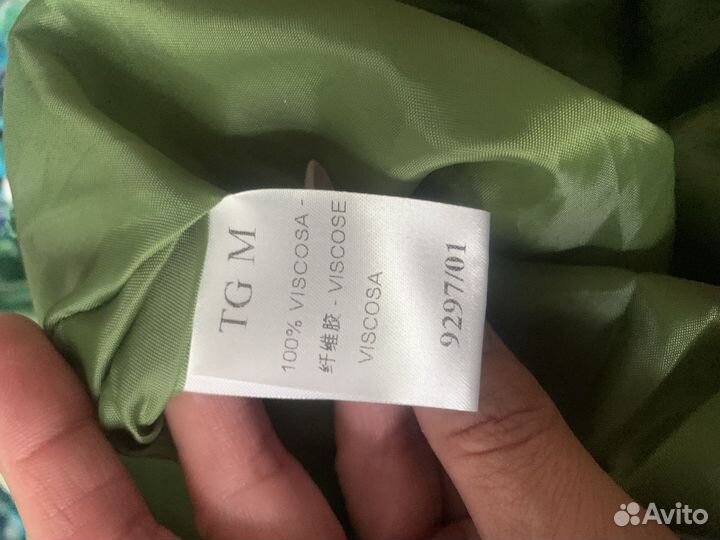 TG M
100% VISCOSA -
纤维胶 - VISCOSE
VISCOSA
9297/01
Avito